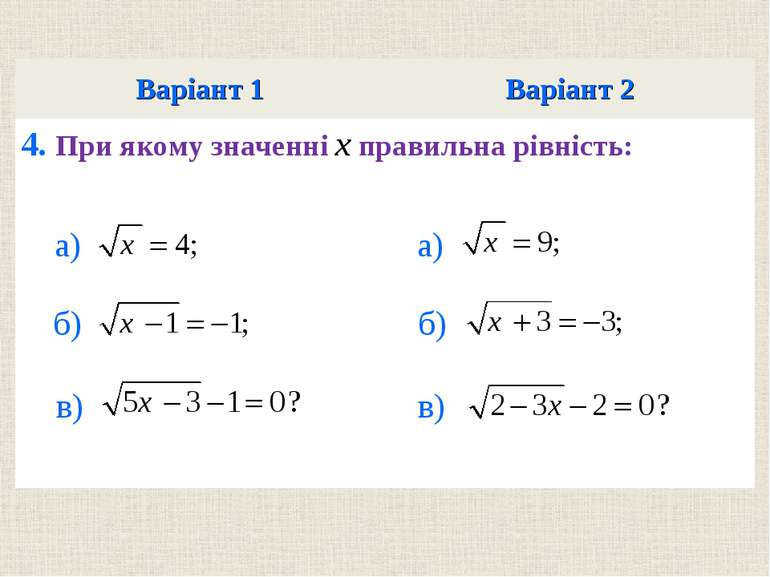 Варіант 1 Варіант 2
4. При якому значенні x правильна рівність:
а) √x = 4; а) √x = 9;
б) √(x − 1) = −1; б) √(x + 3) = −3;
в) √(5x − 3) − 1 = 0? в) √(2 − 3x) − 2 = 0?